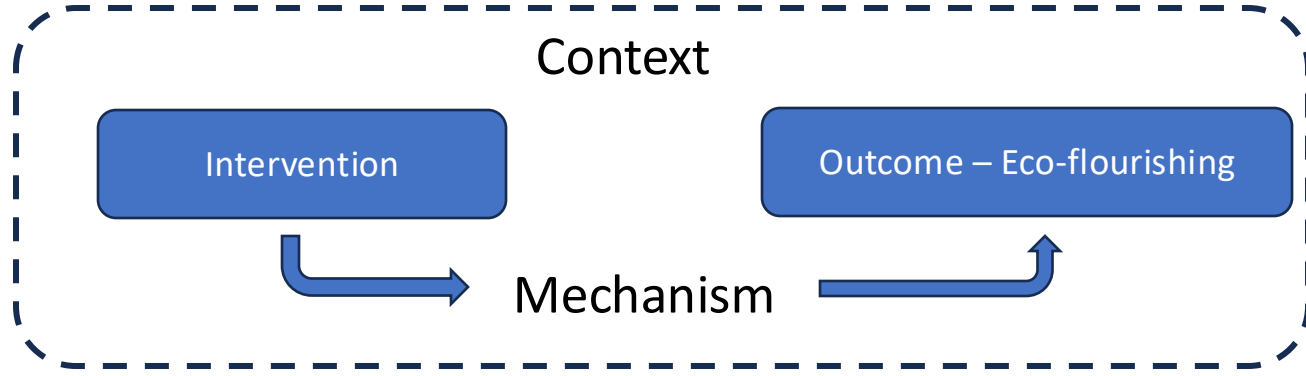 Context
Intervention
Outcome – Eco-flourishing
Mechanism